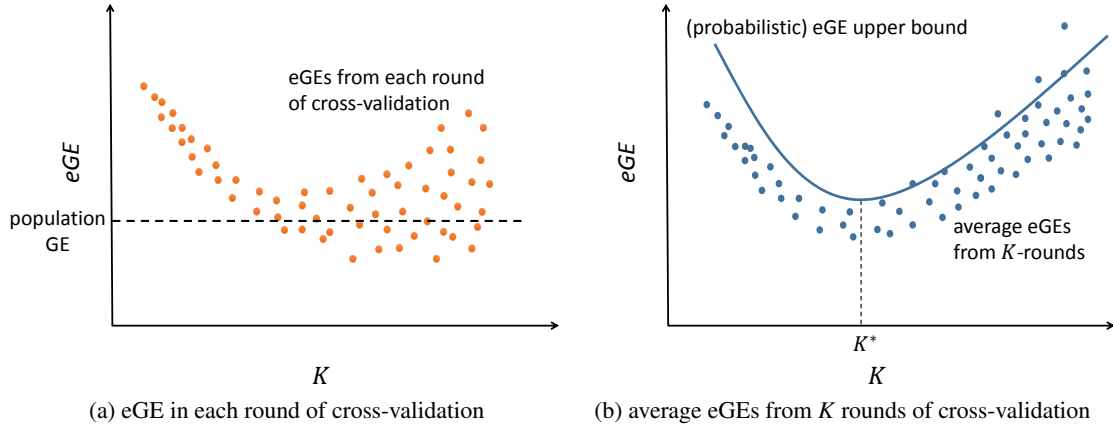 eGEs from each round
of cross-validation
eGE
population
GE
K
(a) eGE in each round of cross-validation
(probabilistic) eGE upper bound
eGE
average eGEs
from K-rounds
K*
K
(b) average eGEs from K rounds of cross-validation